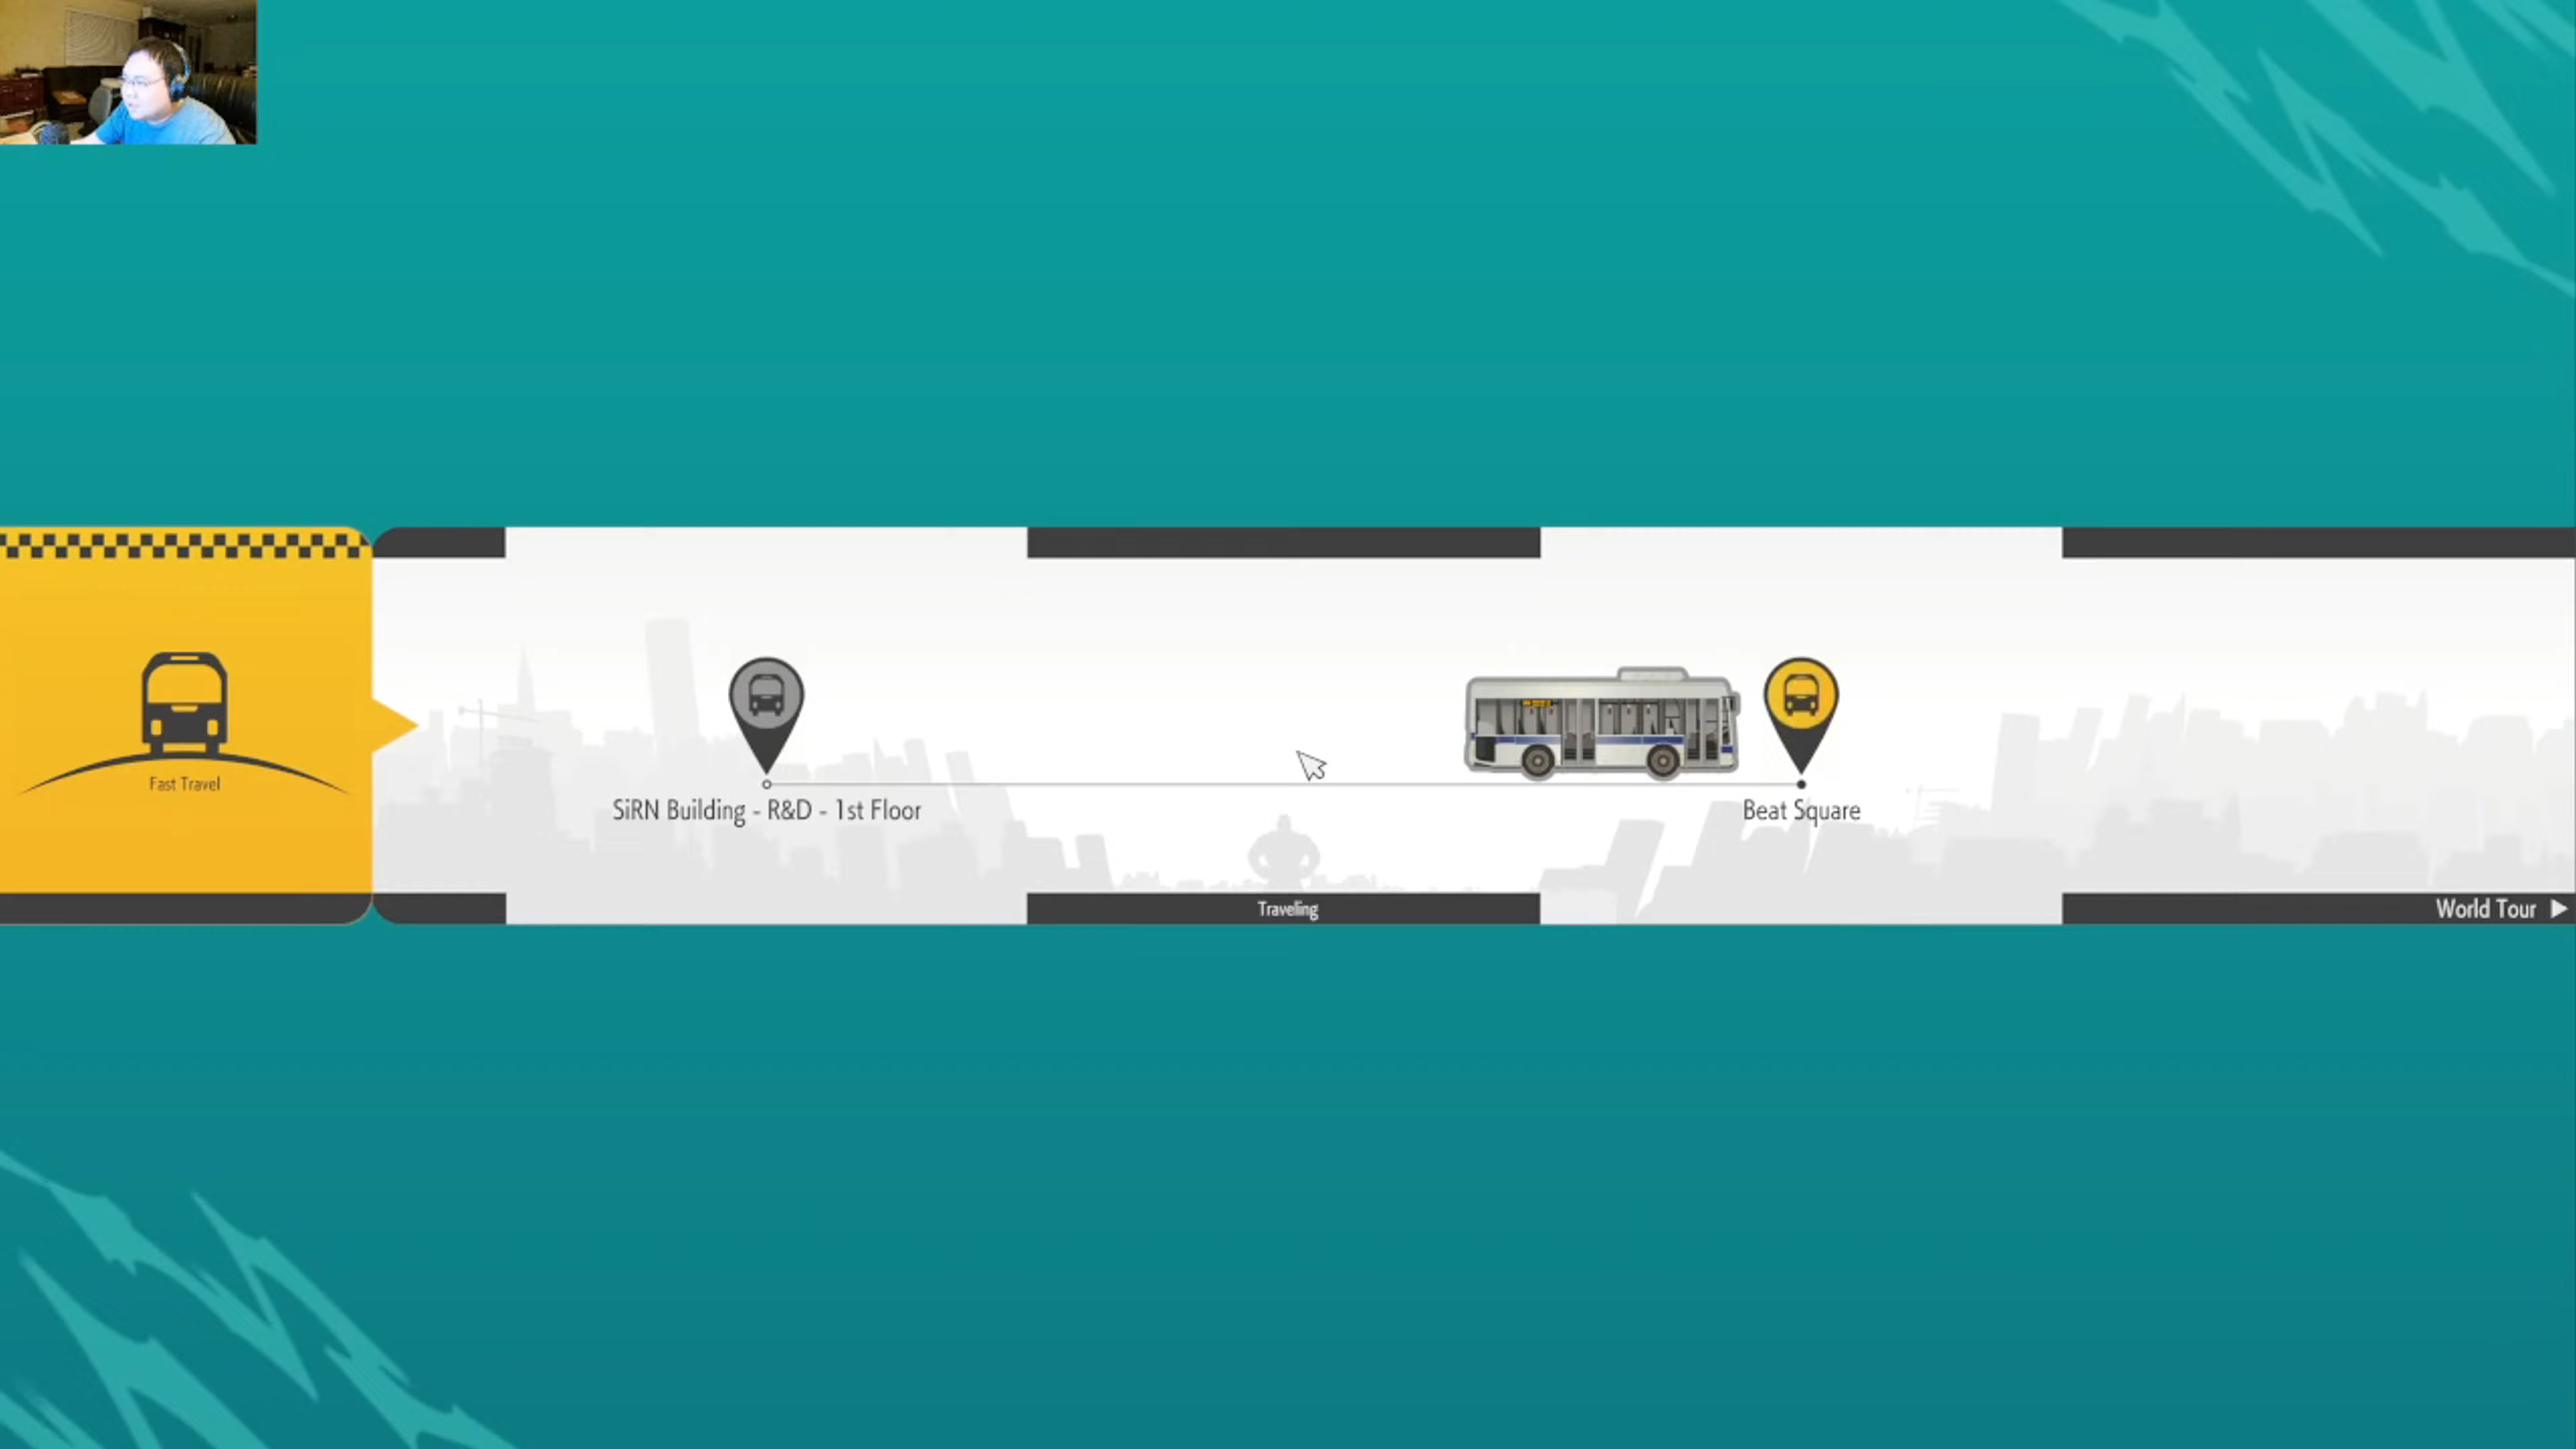 Fast Travel
SiRN Building - R&D - 1st Floor
Beat Square
Traveling
World Tour